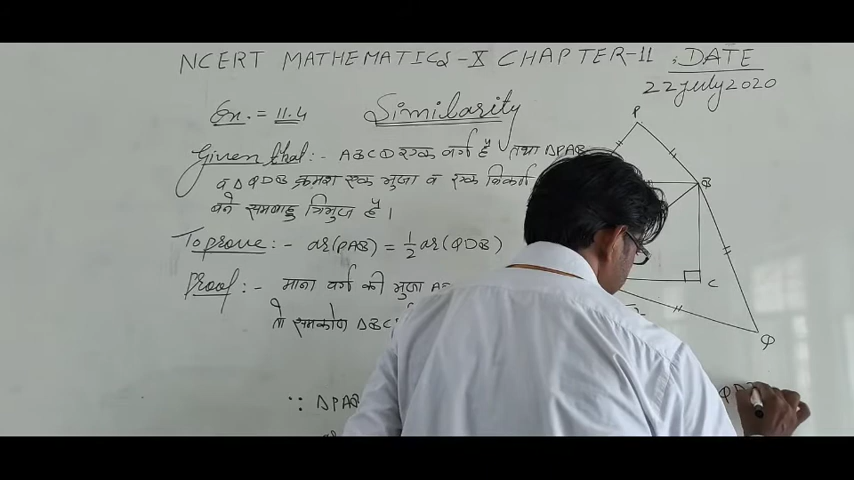 NCERT MATHEMATICS-X CHAPTER-11 DATE
22 July 2020
Ex. = 11.4 Similarity
Given that:- ABCD एक वर्ग है तथा ΔPAB
व ΔQDB क्रमश एक भुजा व एक विकर्ण
बने समबाहु त्रिभुज है।
To prove:- ar(PAB) = 1/2 ar(QDB)
Proof:- माना वर्ग की भुजा
तो समकोण ΔBC
∵ ΔPAB
P
B
C
Q